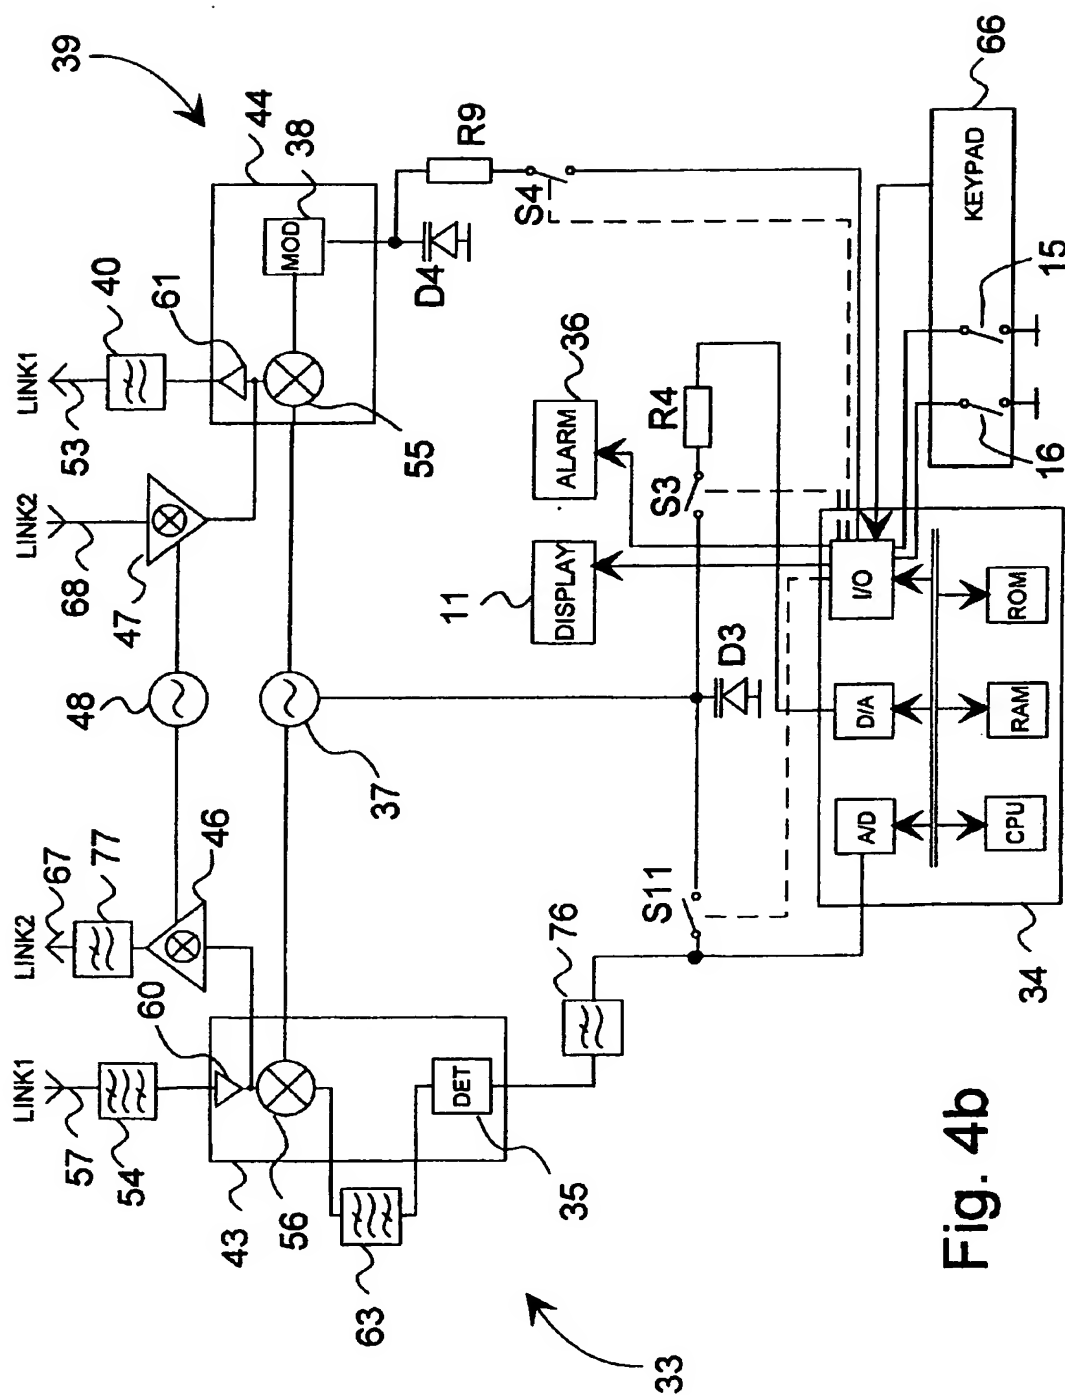 39
44
38
R9
S4
D4
66
KEYPAD
15
16
LINK1
53
40
61
MOD
55
LINK2
68
47
48
37
ALARM
36
R4
S3
DISPLAY
11
D3
I/O
ROM
D/A
RAM
A/D
CPU
34
S11
76
LINK2
67
77
46
60
LINK1
57
54
43
56
DET
35
63
33
Fig. 4b